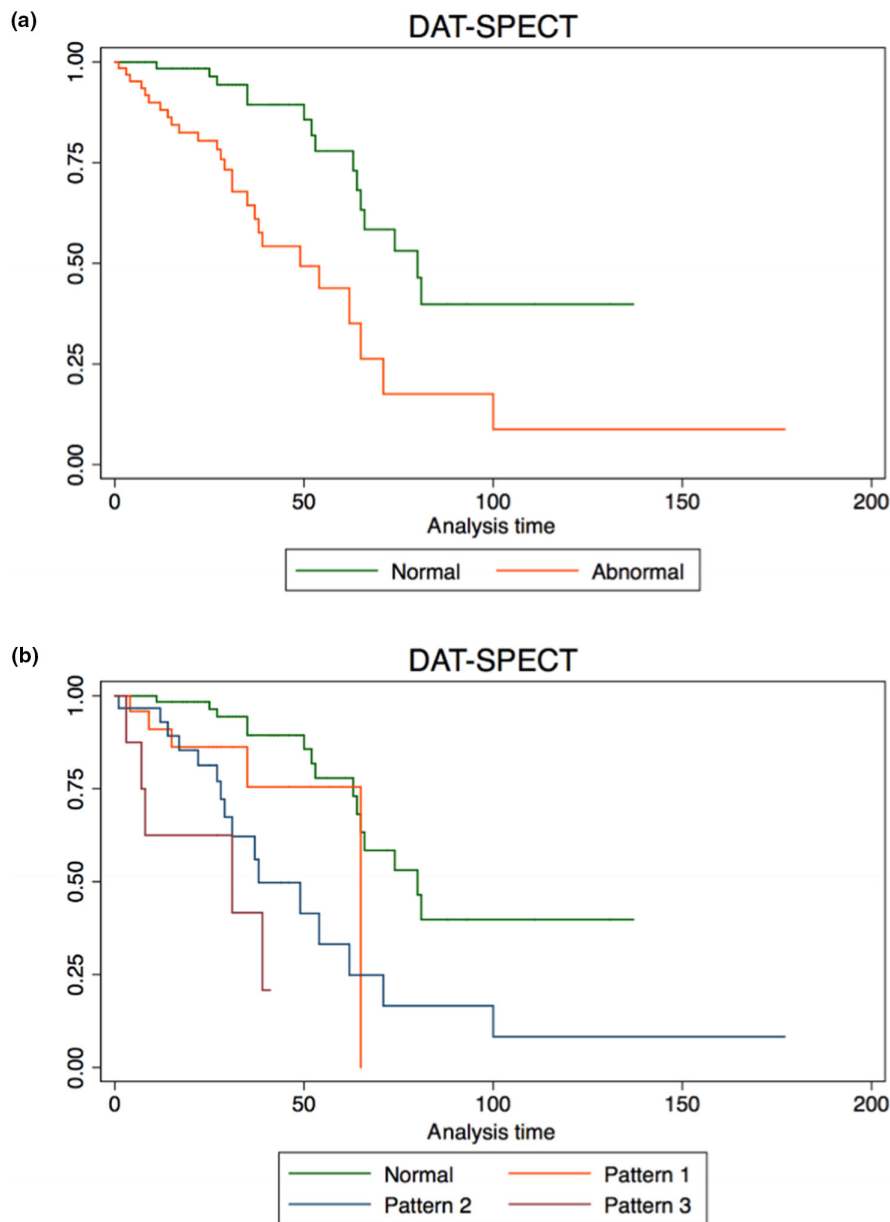 (a)
DAT-SPECT
1.00
0.75
0.50
0.25
0.00
0 50 100 150 200
Analysis time
Normal Abnormal
(b)
DAT-SPECT
1.00
0.75
0.50
0.25
0.00
0 50 100 150 200
Analysis time
Normal Pattern 1
Pattern 2 Pattern 3